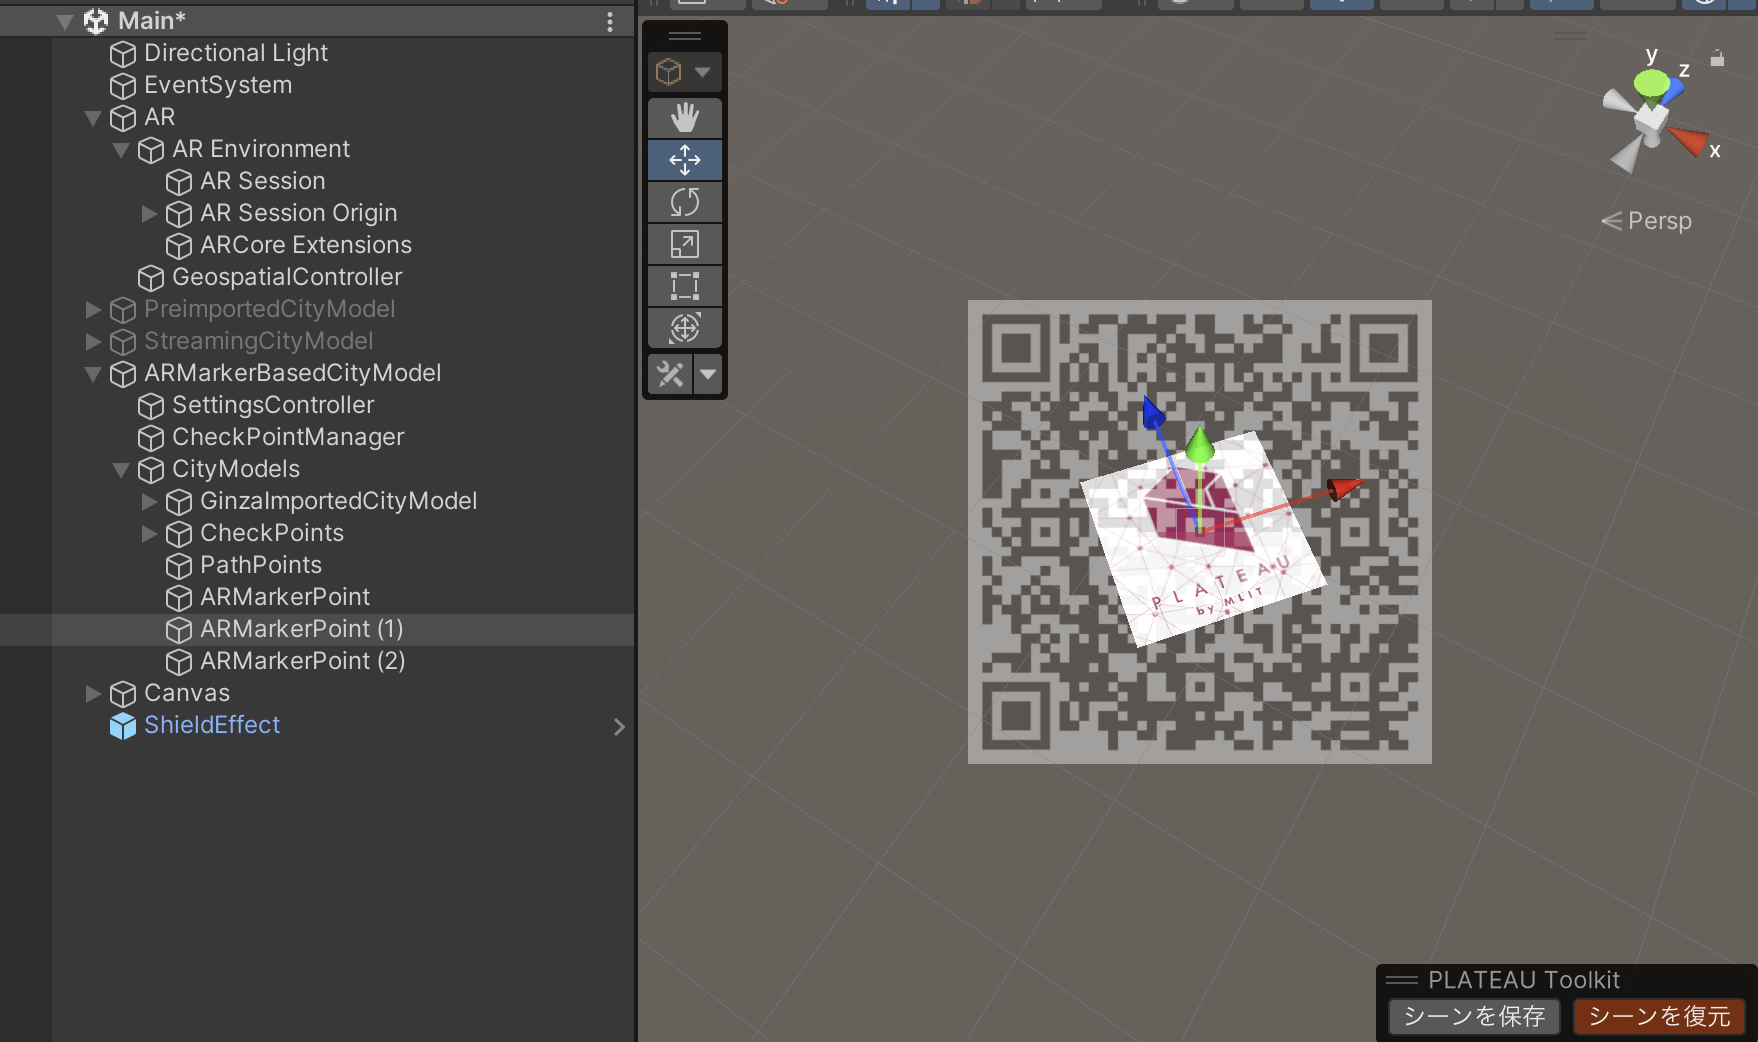 Main*
Directional Light
EventSystem
AR
AR Environment
AR Session
AR Session Origin
ARCore Extensions
GeospatialController
PreimportedCityModel
StreamingCityModel
ARMarkerBasedCityModel
SettingsController
CheckPointManager
CityModels
GinzaImportedCityModel
CheckPoints
PathPoints
ARMarkerPoint
ARMarkerPoint (1)
ARMarkerPoint (2)
Canvas
ShieldEffect
y
z
x
Persp
PLATEAU
by MLIT
PLATEAU Toolkit
シーンを保存
シーンを復元